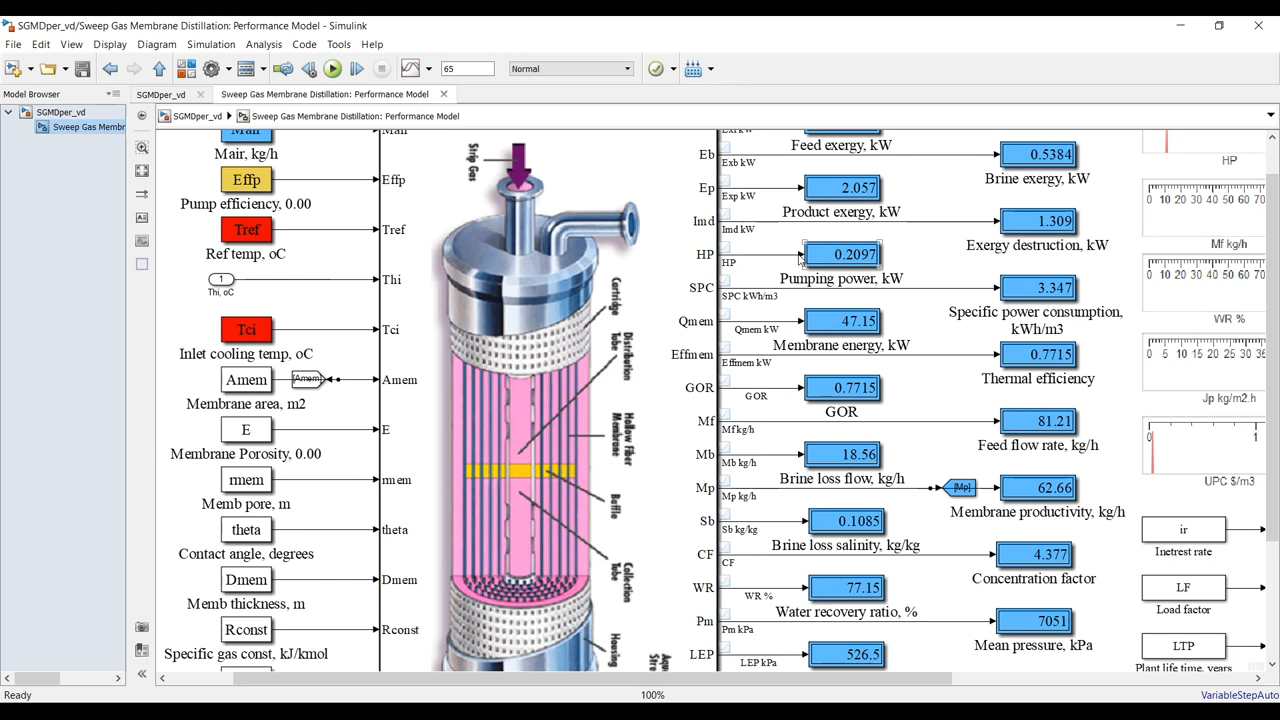 SGMDper_vd/Sweep Gas Membrane Distillation: Performance Model - Simulink
File Edit View Display Diagram Simulation Analysis Code Tools Help
65 Normal
Model Browser
SGMDper_vd
Sweep Gas Membr
SGMDper_vd Sweep Gas Membrane Distillation: Performance Model
SGMDper_vd Sweep Gas Membrane Distillation: Performance Model
Mair, kg/h
Effp Effp
Pump efficiency, 0.00
Tref Tref
Ref temp, oC
1 Thi
Thi, oC
Tci Tci
Inlet cooling temp, oC
Amem [Amem] Amem
Membrane area, m2
E E
Membrane Porosity, 0.00
rmem rmem
Memb pore, m
theta theta
Contact angle, degrees
Dmem Dmem
Memb thickness, m
Rconst Rconst
Specific gas const, kJ/kmol
Strip Gas
Cartridge
Distribution
Tube
Hollow Fiber
Membrane
Baffle
Collection
Tube
Housing
Feed exergy, kW
Eb Exb kW 0.5384
Brine exergy, kW
Ep Exp kW 2.057
Product exergy, kW
Imd Imd kW 1.309
Exergy destruction, kW
HP HP 0.2097
Pumping power, kW
SPC SPC kWh/m3 3.347
Specific power consumption,
kWh/m3
Qmem Qmem kW 47.15
Membrane energy, kW
Effmem Effmem kW 0.7715
Thermal efficiency
GOR GOR 0.7715
GOR
Mf Mf kg/h 81.21
Feed flow rate, kg/h
Mb Mb kg/h 18.56
Brine loss flow, kg/h
Mp Mp kg/h [Mp] 62.66
Membrane productivity, kg/h
Sb Sb kg/kg 0.1085
Brine loss salinity, kg/kg
CF CF 4.377
Concentration factor
WR WR % 77.15
Water recovery ratio, %
Pm Pm kPa 7051
Mean pressure, kPa
LEP LEP kPa 526.5
HP
0 10 20 30 40 50 60 70
Mf kg/h
0 10 20 30 40 50 60 70
WR %
0 5 10 15 20 25 30 35
Jp kg/m2.h
0 1
UPC $/m3
ir
Inetrest rate
LF
Load factor
LTP
Plant life time, years
Ready 100% VariableStepAuto